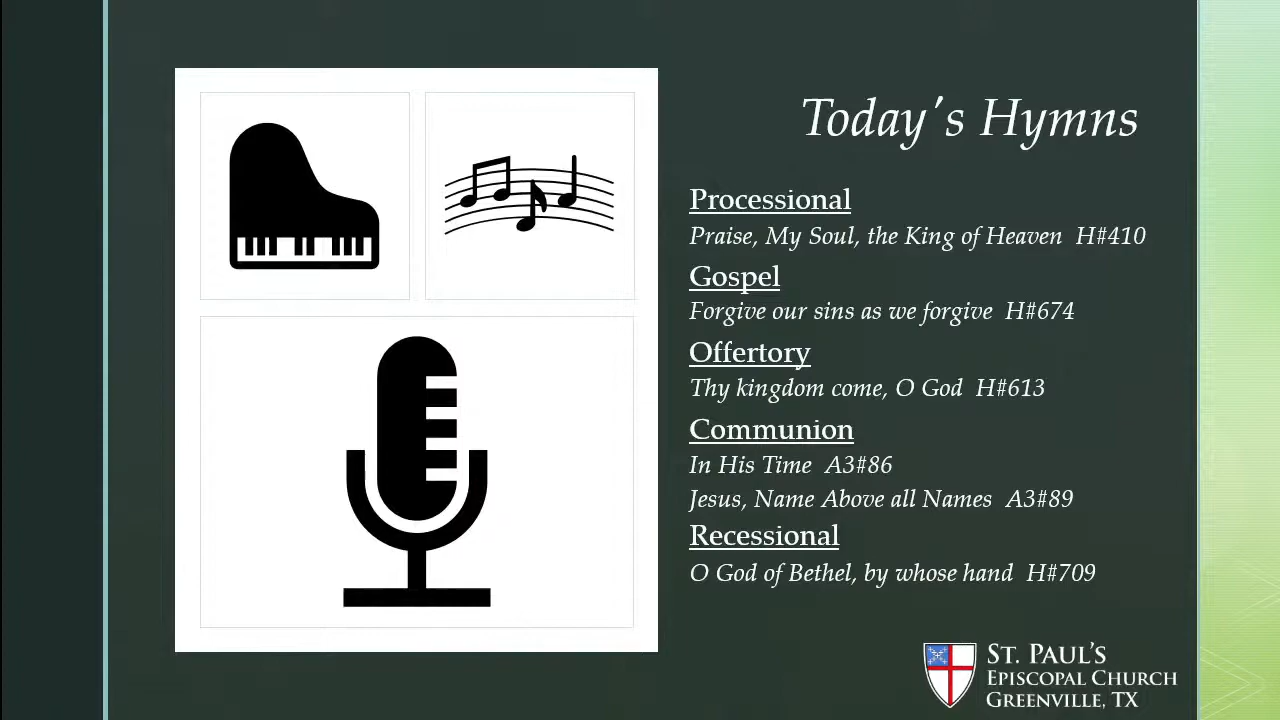 Today's Hymns
Processional
Praise, My Soul, the King of Heaven H#410
Gospel
Forgive our sins as we forgive H#674
Offertory
Thy kingdom come, O God H#613
Communion
In His Time A3#86
Jesus, Name Above all Names A3#89
Recessional
O God of Bethel, by whose hand H#709
St. Paul's
Episcopal Church
Greenville, TX